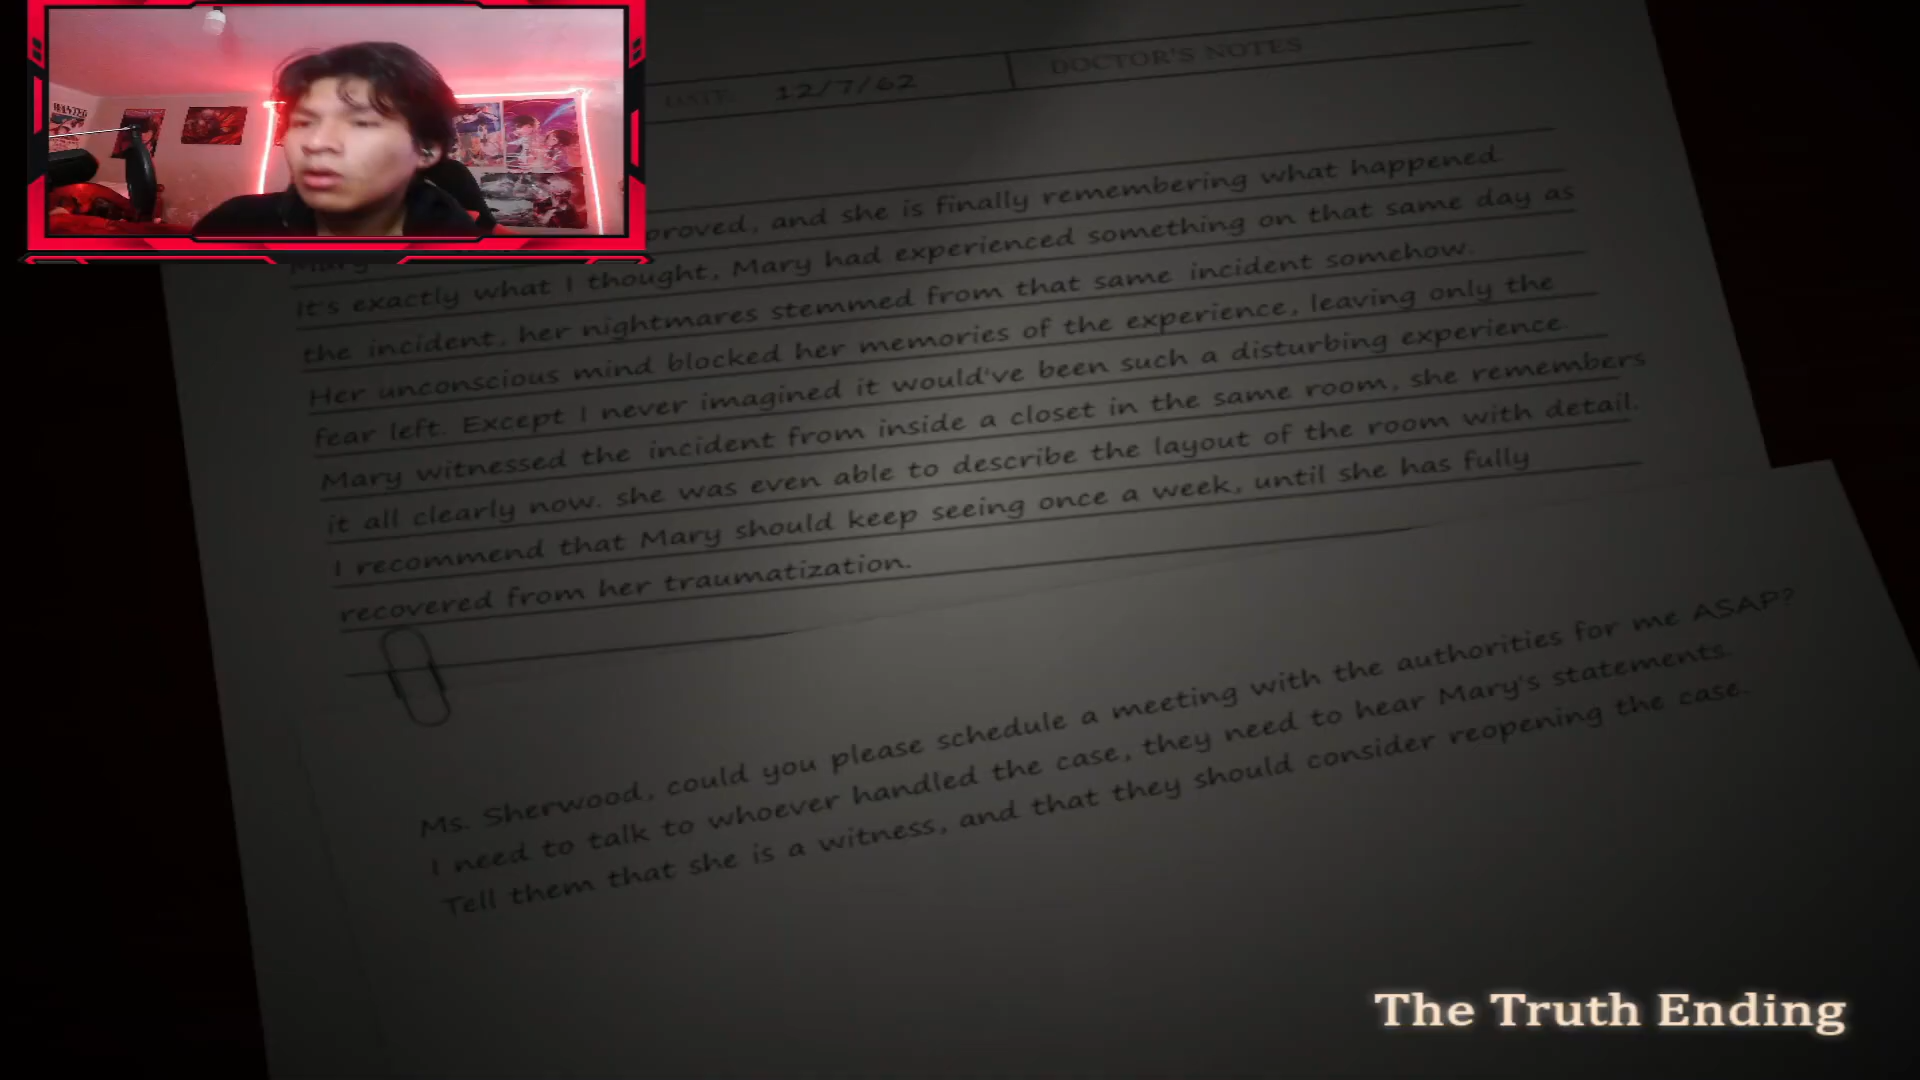 WANTED
DATE: 12/7/62 DOCTOR'S NOTES
Mary proved, and she is finally remembering what happened.
It's exactly what I thought, Mary had experienced something on that same day as
the incident, her nightmares stemmed from that same incident somehow.
Her unconscious mind blocked her memories of the experience, leaving only the
fear left. Except I never imagined it would've been such a disturbing experience.
Mary witnessed the incident from inside a closet in the same room, she remembers
it all clearly now. she was even able to describe the layout of the room with detail.
I recommend that Mary should keep seeing once a week, until she has fully
recovered from her traumatization.
Ms. Sherwood, could you please schedule a meeting with the authorities for me ASAP?
I need to talk to whoever handled the case, they need to hear Mary's statements.
Tell them that she is a witness, and that they should consider reopening the case.
The Truth Ending